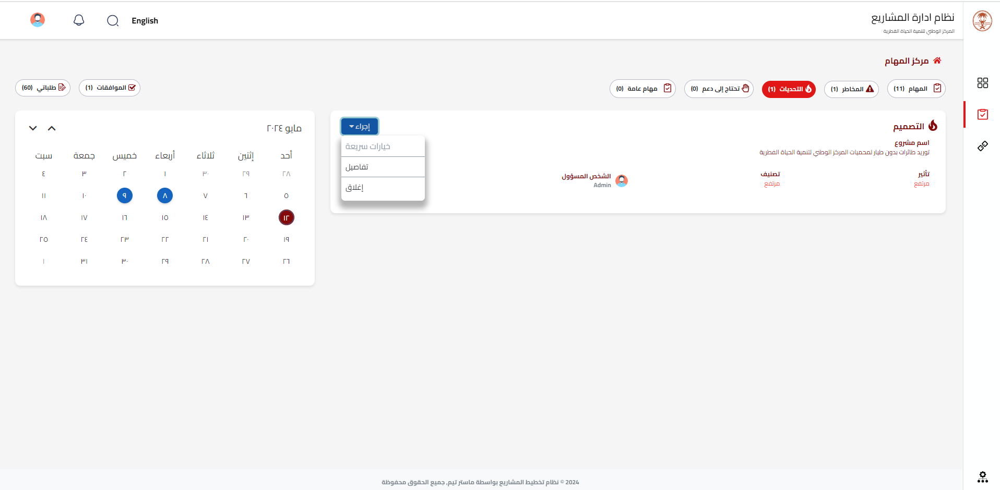 نظام ادارة المشاريع
المركز الوطني لتنمية الحياة الفطرية
English
مركز المهام
المهام (11)
المخاطر (1)
التحديات (1)
تحتاج إلى دعم (0)
مهام عامة (0)
الموافقات (1)
طلباتي (60)
التصميم
إجراء
خيارات سريعة
تفاصيل
إغلاق
اسم مشروع
توريد طائرات بدون طيار لمحميات المركز الوطني لتنمية الحياة الفطرية
تأثير
مرتفع
تصنيف
مرتفع
الشخص المسؤول
Admin
مايو ٢٠٢٤
أحد إثنين ثلاثاء أربعاء خميس جمعة سبت
٢٨ ٢٩ ٣٠ ١ ٢ ٣ ٤
٥ ٦ ٧ ٨ ٩ ١٠ ١١
١٢ ١٣ ١٤ ١٥ ١٦ ١٧ ١٨
١٩ ٢٠ ٢١ ٢٢ ٢٣ ٢٤ ٢٥
٢٦ ٢٧ ٢٨ ٢٩ ٣٠ ٣١ ١
2024 © نظام تخطيط المشاريع بواسطة ماستر تيم, جميع الحقوق محفوظة